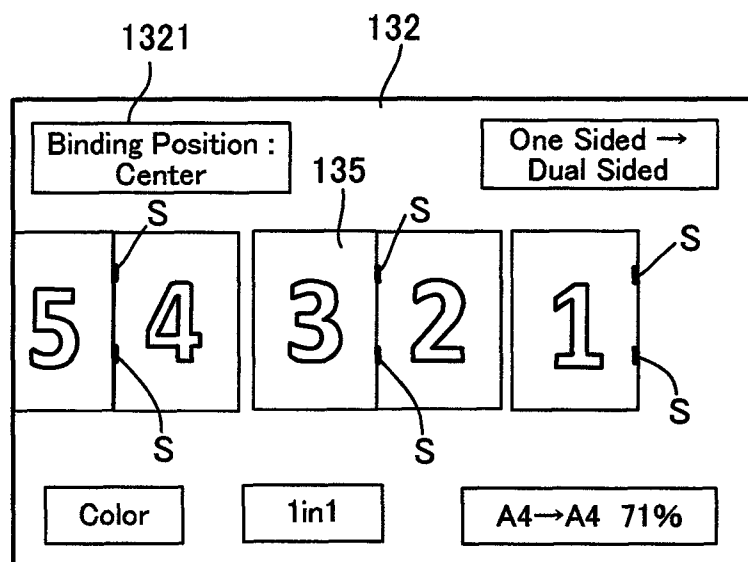 1321
132
Binding Position :
Center
One Sided →
Dual Sided
135
S
S
S
5 4 3 2 1
S
S
S
Color
1in1
A4→A4 71%